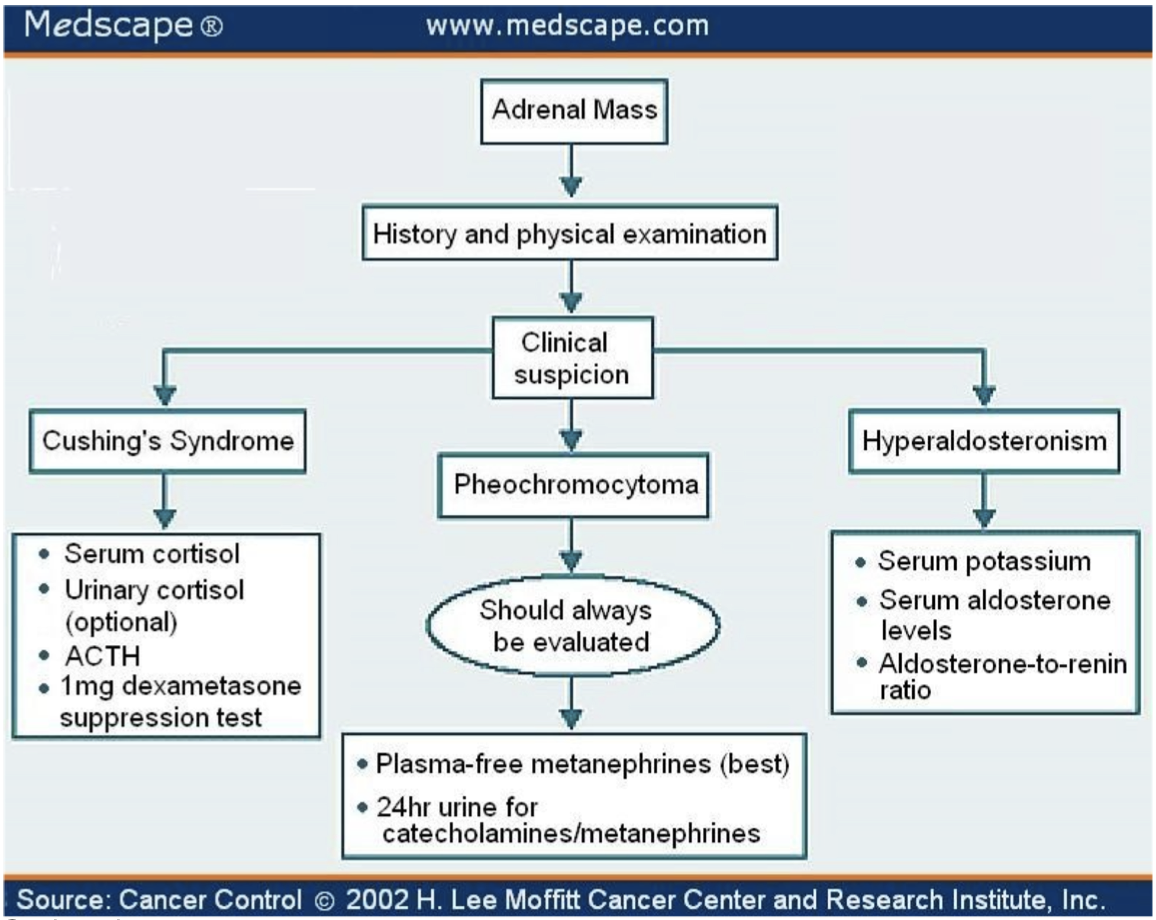 Medscape ®
www.medscape.com
Adrenal Mass
History and physical examination
Clinical
suspicion
Cushing's Syndrome
Pheochromocytoma
Hyperaldosteronism
• Serum cortisol
• Urinary cortisol
(optional)
• ACTH
• 1mg dexametasone
suppression test
Should always
be evaluated
• Serum potassium
• Serum aldosterone
levels
• Aldosterone-to-renin
ratio
• Plasma-free metanephrines (best)
• 24hr urine for
catecholamines/metanephrines
Source: Cancer Control © 2002 H. Lee Moffitt Cancer Center and Research Institute, Inc.